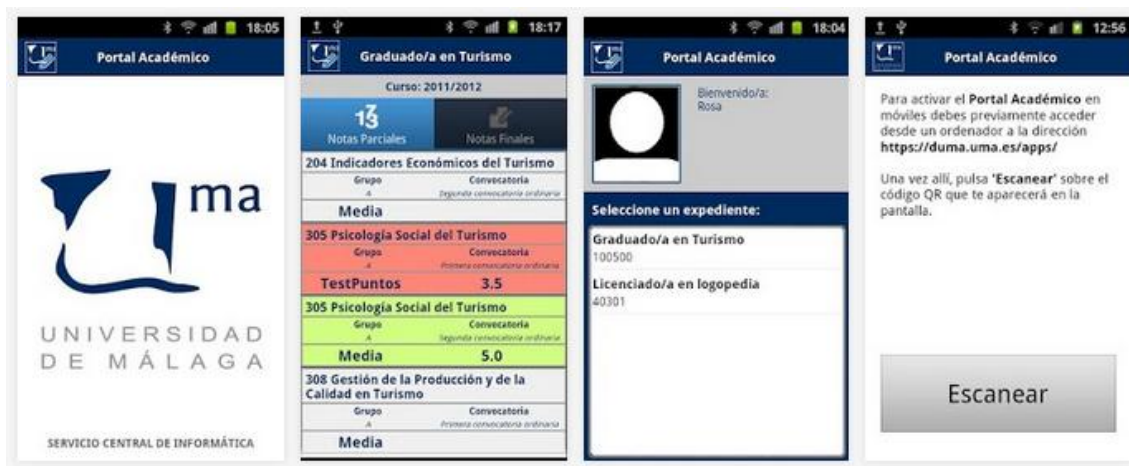 18:05
Portal Académico
uma
UNIVERSIDAD
DE MÁLAGA
SERVICIO CENTRAL DE INFORMÁTICA
18:17
Graduado/a en Turismo
Curso: 2011/2012
Notas Parciales
Notas Finales
204 Indicadores Económicos del Turismo
Grupo Convocatoria
A Segunda convocatoria ordinaria
Media
305 Psicología Social del Turismo
Grupo Convocatoria
A Primera convocatoria ordinaria
TestPuntos 3.5
305 Psicología Social del Turismo
Grupo Convocatoria
A Segunda convocatoria ordinaria
Media 5.0
308 Gestión de la Producción y de la
Calidad en Turismo
Grupo Convocatoria
A Primera convocatoria ordinaria
Media
18:04
Portal Académico
Bienvenido/a:
Rosa
Seleccione un expediente:
Graduado/a en Turismo
100500
Licenciado/a en logopedia
40301
12:56
Portal Académico
Para activar el Portal Académico en
móviles debes previamente acceder
desde un ordenador a la dirección
https://duma.uma.es/apps/
Una vez allí, pulsa 'Escanear' sobre el
código QR que te aparecerá en la
pantalla.
Escanear